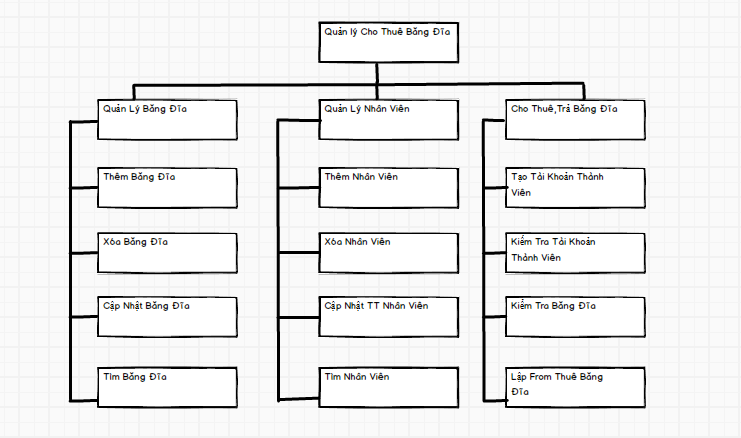 Quản lý Cho Thuê Băng Đĩa
Quản Lý Băng Đĩa
Quản Lý Nhân Viên
Cho Thuê,Trả Băng Đĩa
Thêm Băng Đĩa
Thêm Nhân Viên
Tạo Tài Khoản Thành
Viên
Xóa Băng Đĩa
Xóa Nhân Viên
Kiểm Tra Tài Khoản
Thành Viên
Cập Nhật Băng Đĩa
Cập Nhật TT Nhân Viên
Kiểm Tra Băng Đĩa
Tìm Băng Đĩa
Tìm Nhân Viên
Lập From Thuê Băng
Đĩa